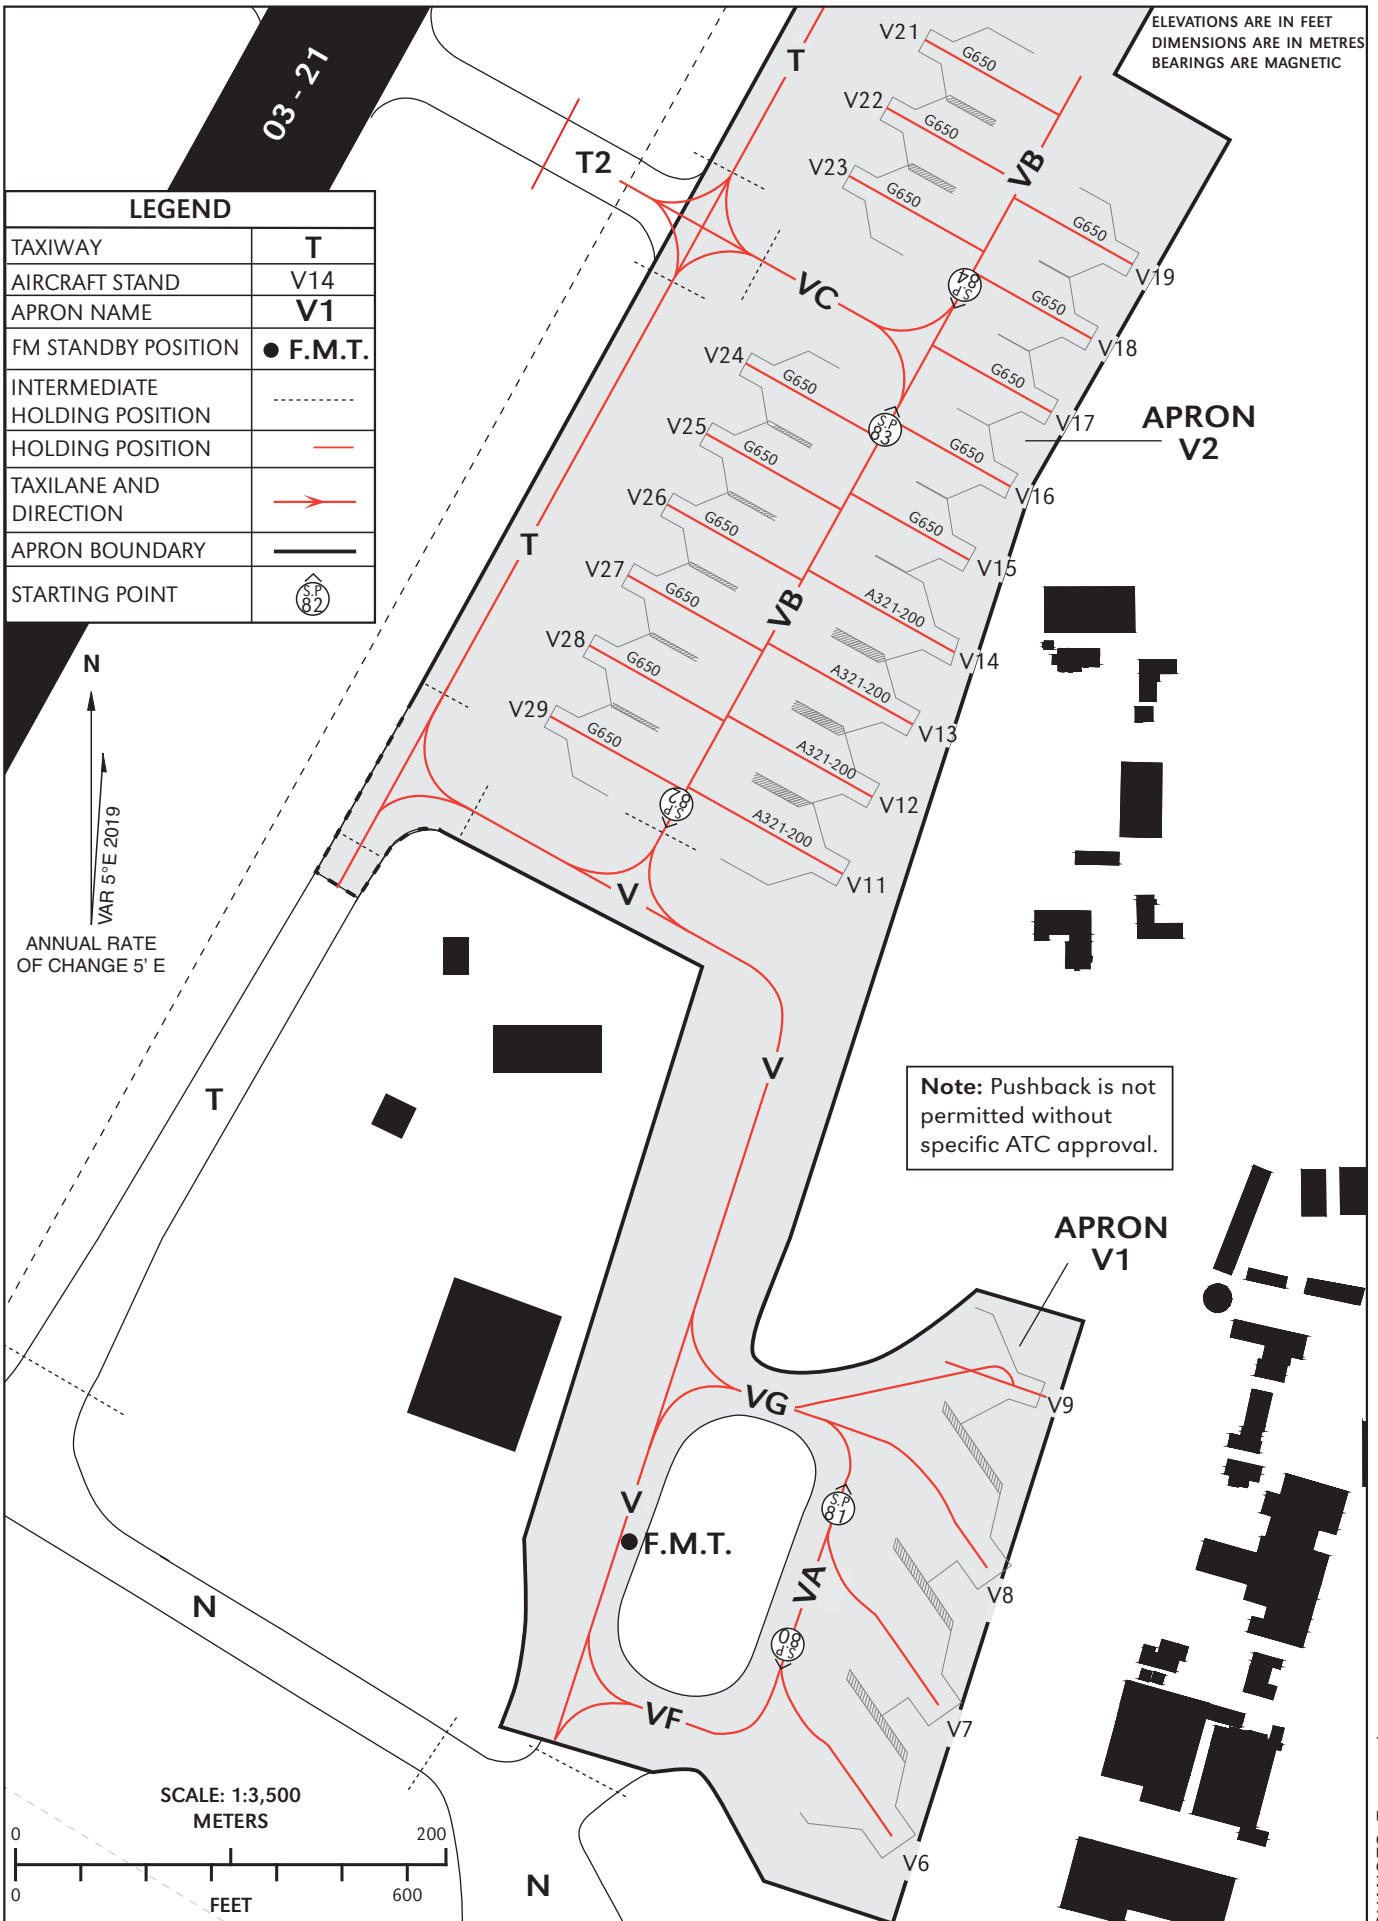 ELEVATIONS ARE IN FEET
DIMENSIONS ARE IN METRES
BEARINGS ARE MAGNETIC
03 - 21
T
V21
G650
V22
G650
T2
V23
G650
VB
G650
V19
LEGEND
TAXIWAY T
AIRCRAFT STAND V14
APRON NAME V1
FM STANDBY POSITION F.M.T.
INTERMEDIATE
HOLDING POSITION
HOLDING POSITION
TAXILANE AND
DIRECTION
APRON BOUNDARY
STARTING POINT S.P 82
VC
S.P 84
G650
V18
V24
G650
G650
V17
APRON
V2
V25
G650
S.P 83
G650
V16
V26
G650
G650
V15
T
V27
G650
VB
A321-200
V14
V28
G650
A321-200
V13
V29
G650
A321-200
V12
S.P 82
A321-200
V11
V
N
VAR 5°E 2019
ANNUAL RATE
OF CHANGE 5' E
V
T
Note: Pushback is not
permitted without
specific ATC approval.
APRON
V1
VG
V9
V
S.P 81
F.M.T.
VA
V8
N
S.P 80
VF
V7
V6
SCALE: 1:3,500
METERS
0 200
0 600
FEET
N